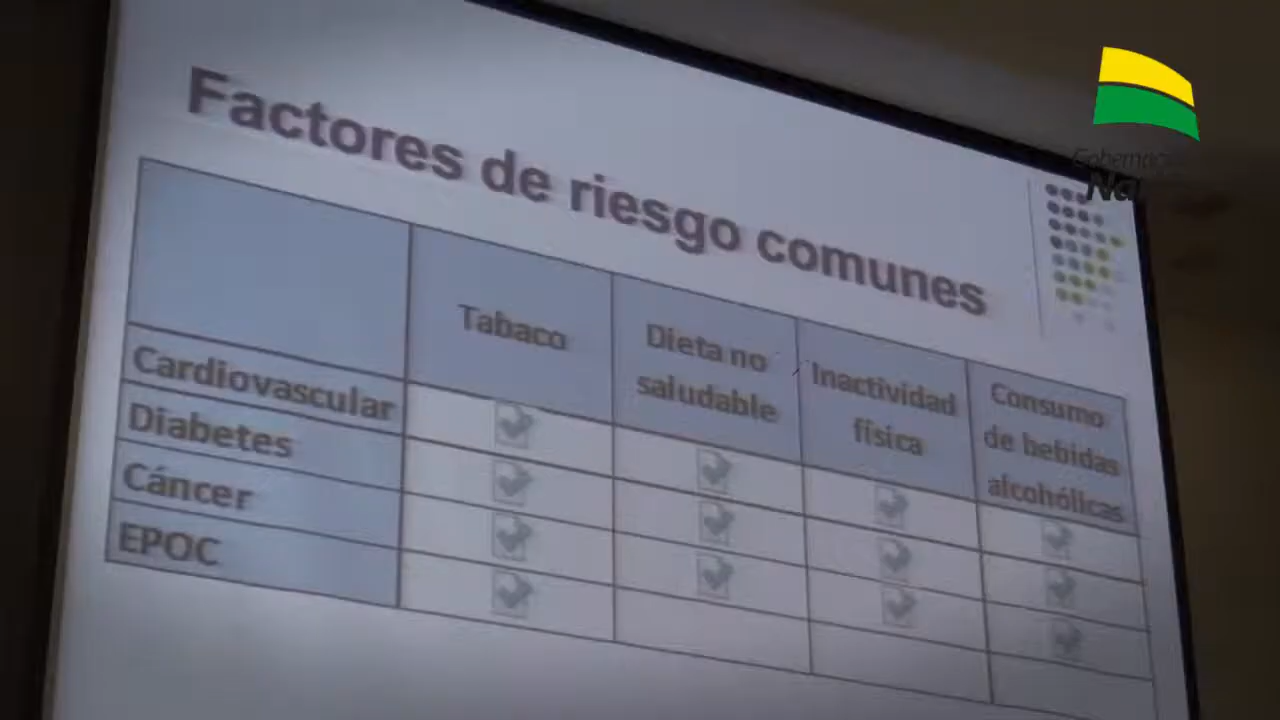 Factores de riesgo comunes
Tabaco
Dieta no
saludable
Inactividad
física
Consumo
de bebidas
alcohólicas
Cardiovascular
Diabetes
Cáncer
EPOC